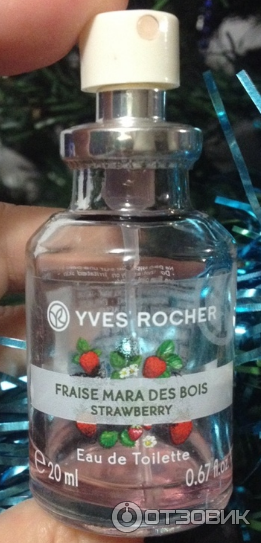 YVES ROCHER
FRAISE MARA DES BOIS
STRAWBERRY
Eau de Toilette
e 20 ml 0.67 fl.oz
ОТЗОВИК